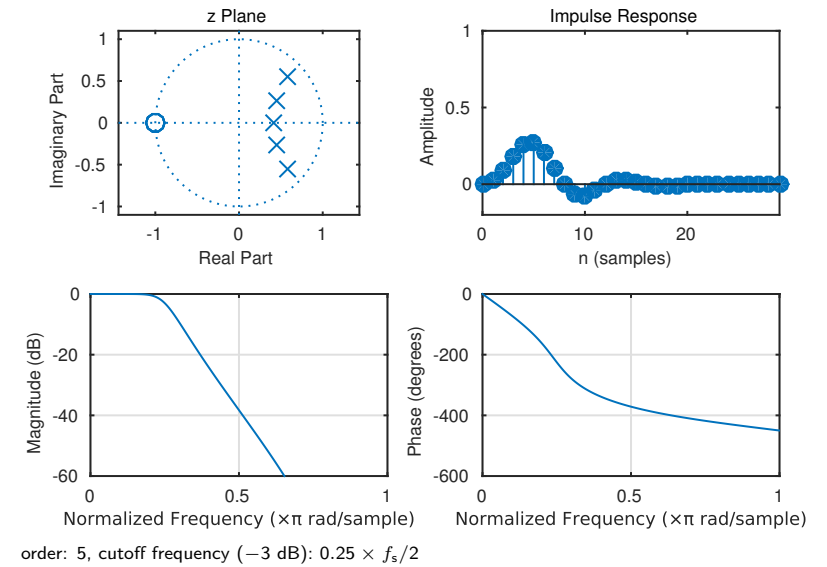 z Plane
Imaginary Part
1
0.5
0
-0.5
-1
-1
0
1
Real Part
Impulse Response
Amplitude
1
0.5
0
0
10
20
n (samples)
Magnitude (dB)
0
-20
-40
-60
0
0.5
1
Normalized Frequency (×π rad/sample)
Phase (degrees)
0
-200
-400
-600
0
0.5
1
Normalized Frequency (×π rad/sample)
order: 5, cutoff frequency (−3 dB): 0.25 × fs/2